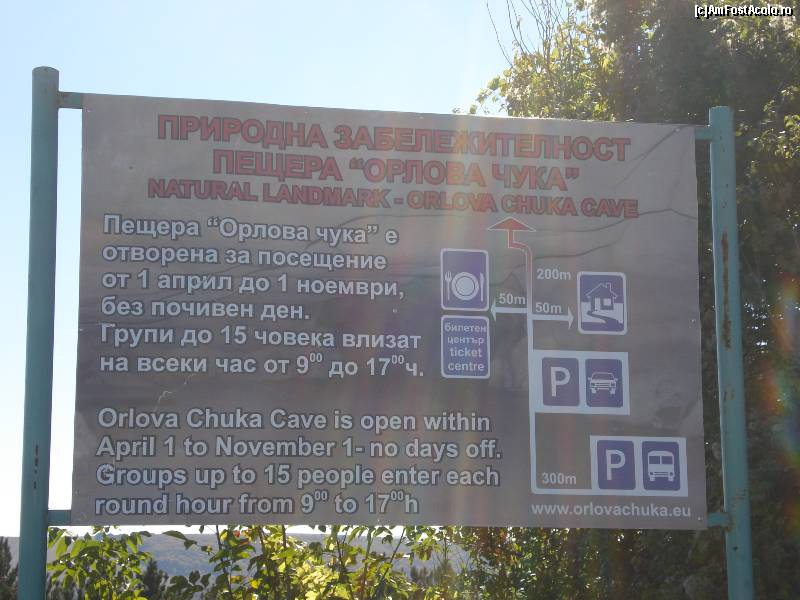 [c]AmFostAcolo.ro
ПРИРОДНА ЗАБЕЛЕЖИТЕЛНОСТ
ПЕЩЕРА “ОРЛОВА ЧУКА”
NATURAL LANDMARK - ORLOVA CHUKA CAVE
Пещера “Орлова чука” е
отворена за посещение
от 1 април до 1 ноември,
без почивен ден.
Групи до 15 човека влизат
на всеки час от 9⁰⁰ до 17⁰⁰ч.
200m
50m
50m
билетен
център
ticket
centre
P
P
300m
Orlova Chuka Cave is open within
April 1 to November 1- no days off.
Groups up to 15 people enter each
round hour from 9⁰⁰ to 17⁰⁰h
www.orlovachuka.eu